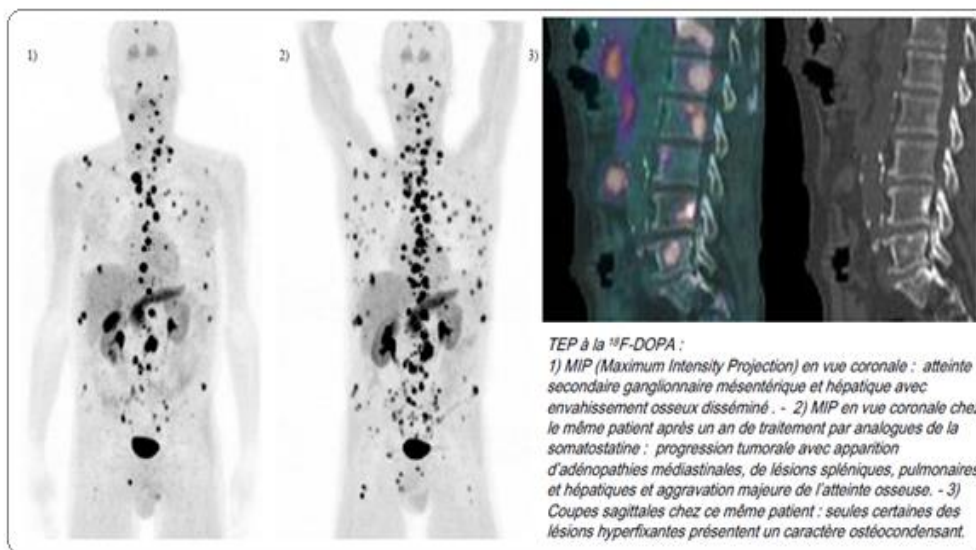 1)
2)
3)
TEP à la ¹⁸F-DOPA :
1) MIP (Maximum Intensity Projection) en vue coronale : atteinte
secondaire ganglionnaire mésentérique et hépatique avec
envahissement osseux disséminé . - 2) MIP en vue coronale chez
le même patient après un an de traitement par analogues de la
somatostatine : progression tumorale avec apparition
d'adénopathies médiastinales, de lésions spléniques, pulmonaires
et hépatiques et aggravation majeure de l'atteinte osseuse. - 3)
Coupes sagittales chez ce même patient : seules certaines des
lésions hyperfixantes présentent un caractère ostéocondensant.